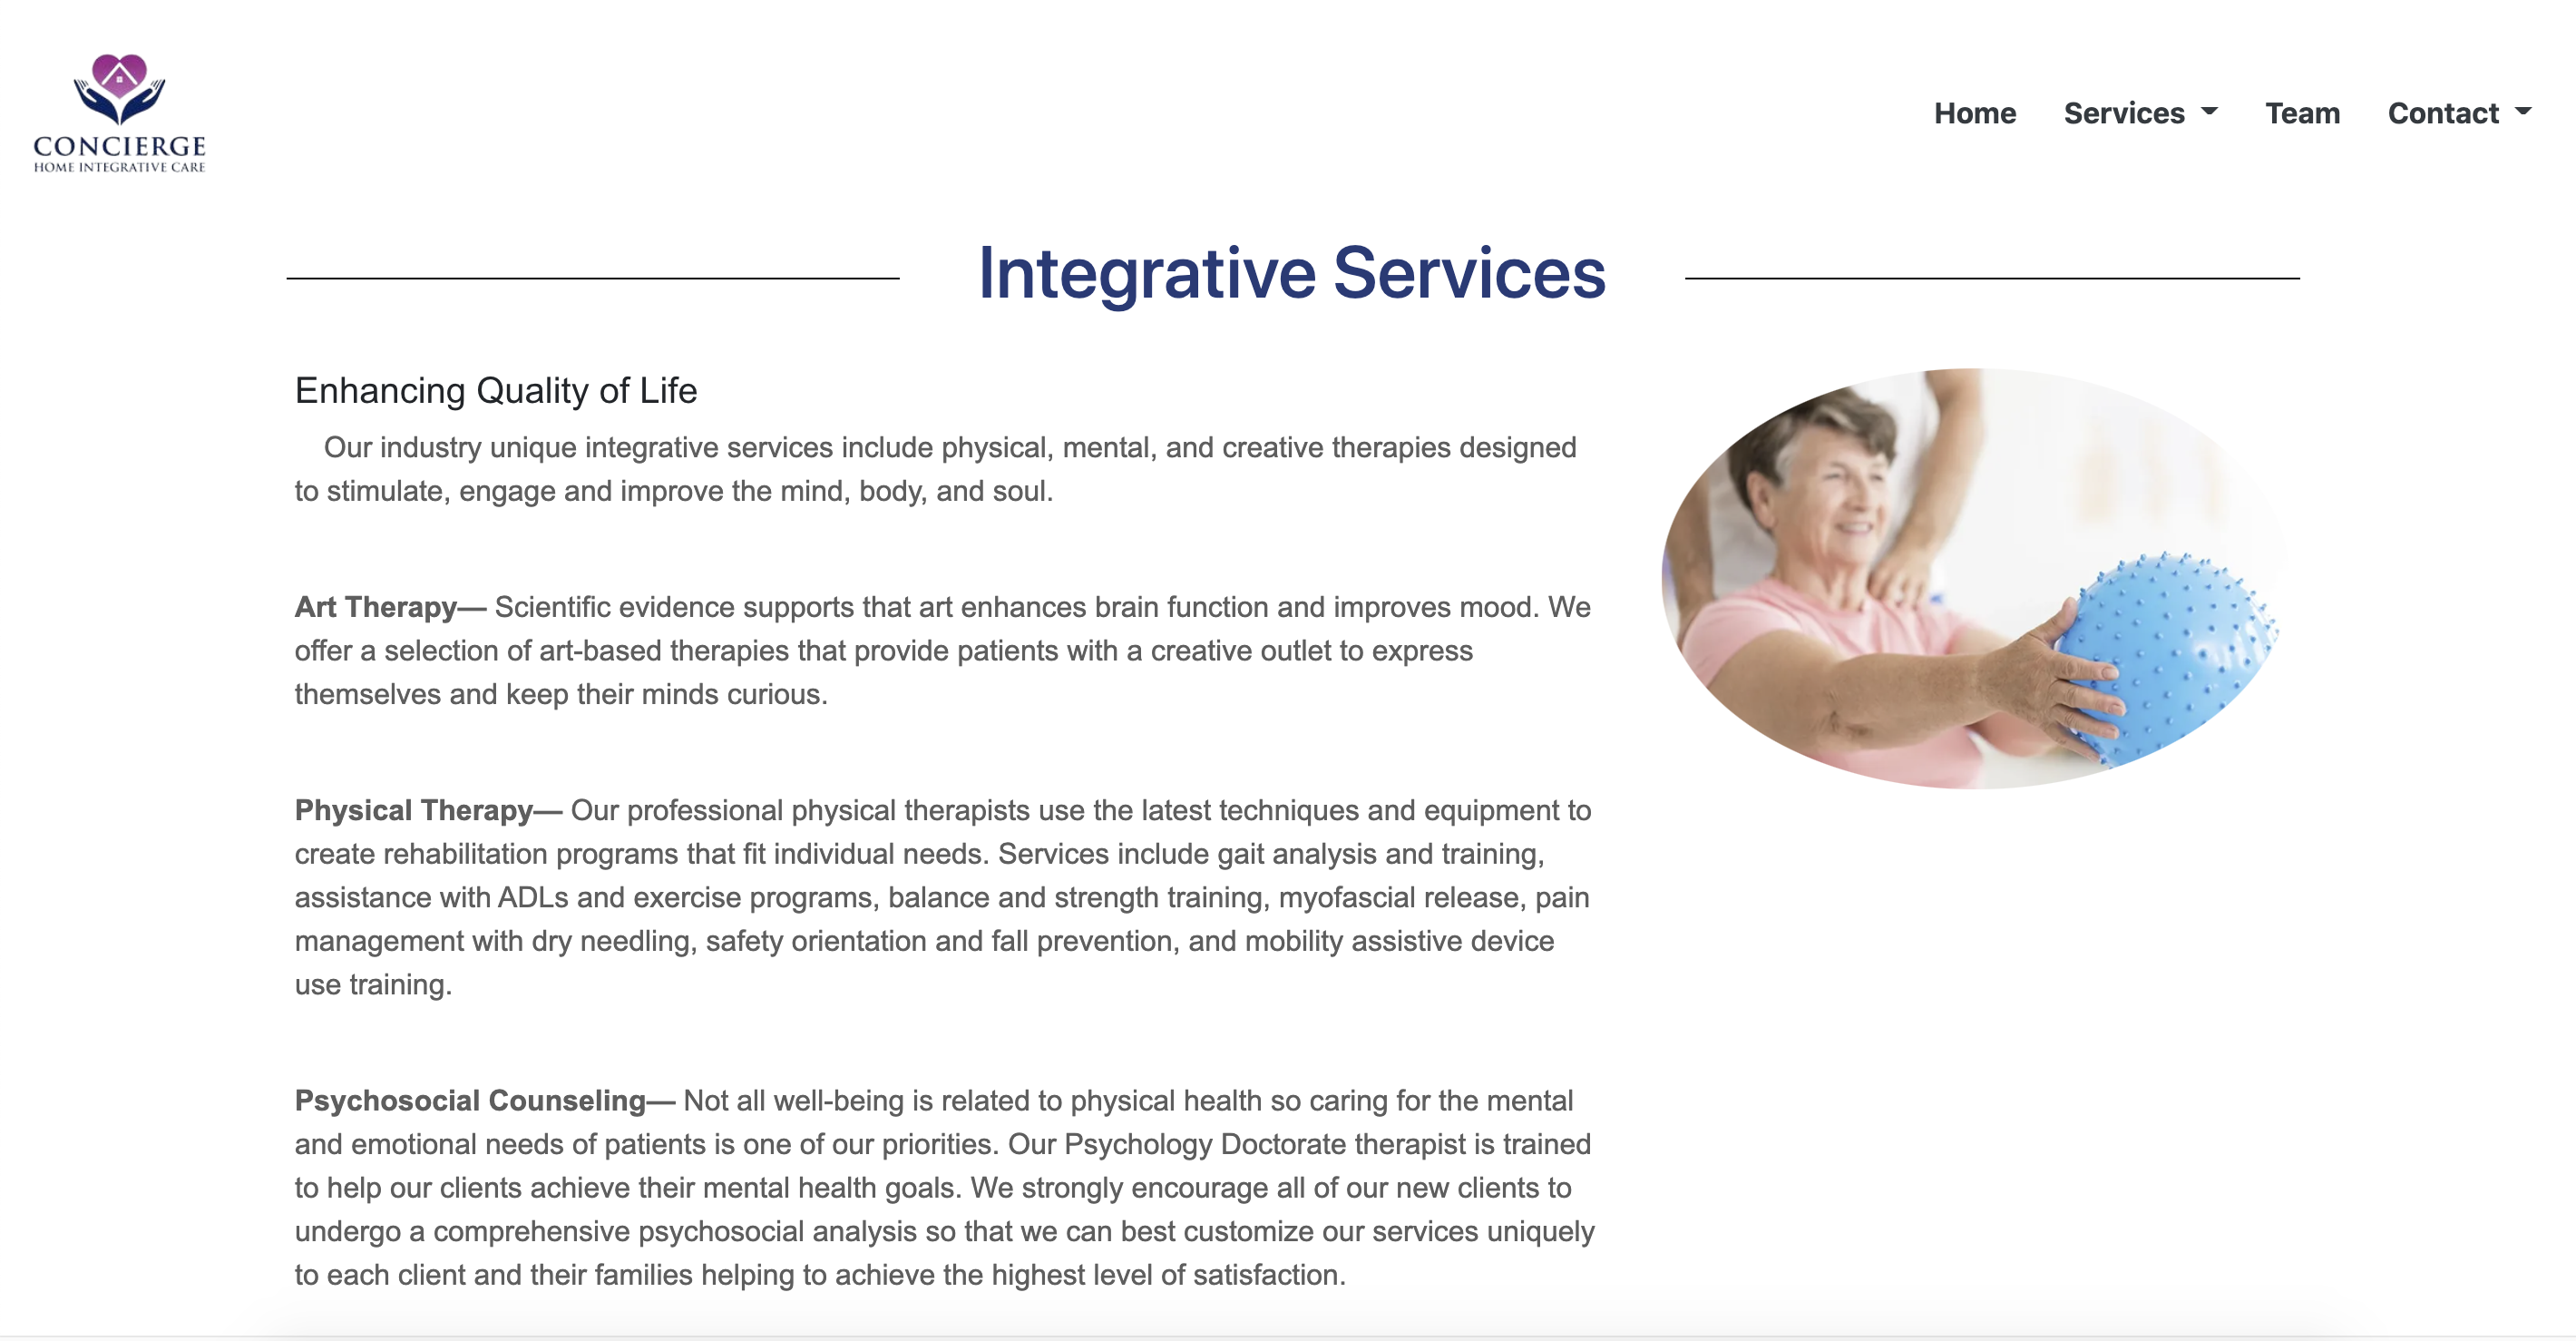 CONCIERGE
HOME INTEGRATIVE CARE
Home Services Team Contact
Integrative Services
Enhancing Quality of Life
Our industry unique integrative services include physical, mental, and creative therapies designed
to stimulate, engage and improve the mind, body, and soul.
Art Therapy— Scientific evidence supports that art enhances brain function and improves mood. We
offer a selection of art-based therapies that provide patients with a creative outlet to express
themselves and keep their minds curious.
Physical Therapy— Our professional physical therapists use the latest techniques and equipment to
create rehabilitation programs that fit individual needs. Services include gait analysis and training,
assistance with ADLs and exercise programs, balance and strength training, myofascial release, pain
management with dry needling, safety orientation and fall prevention, and mobility assistive device
use training.
Psychosocial Counseling— Not all well-being is related to physical health so caring for the mental
and emotional needs of patients is one of our priorities. Our Psychology Doctorate therapist is trained
to help our clients achieve their mental health goals. We strongly encourage all of our new clients to
undergo a comprehensive psychosocial analysis so that we can best customize our services uniquely
to each client and their families helping to achieve the highest level of satisfaction.